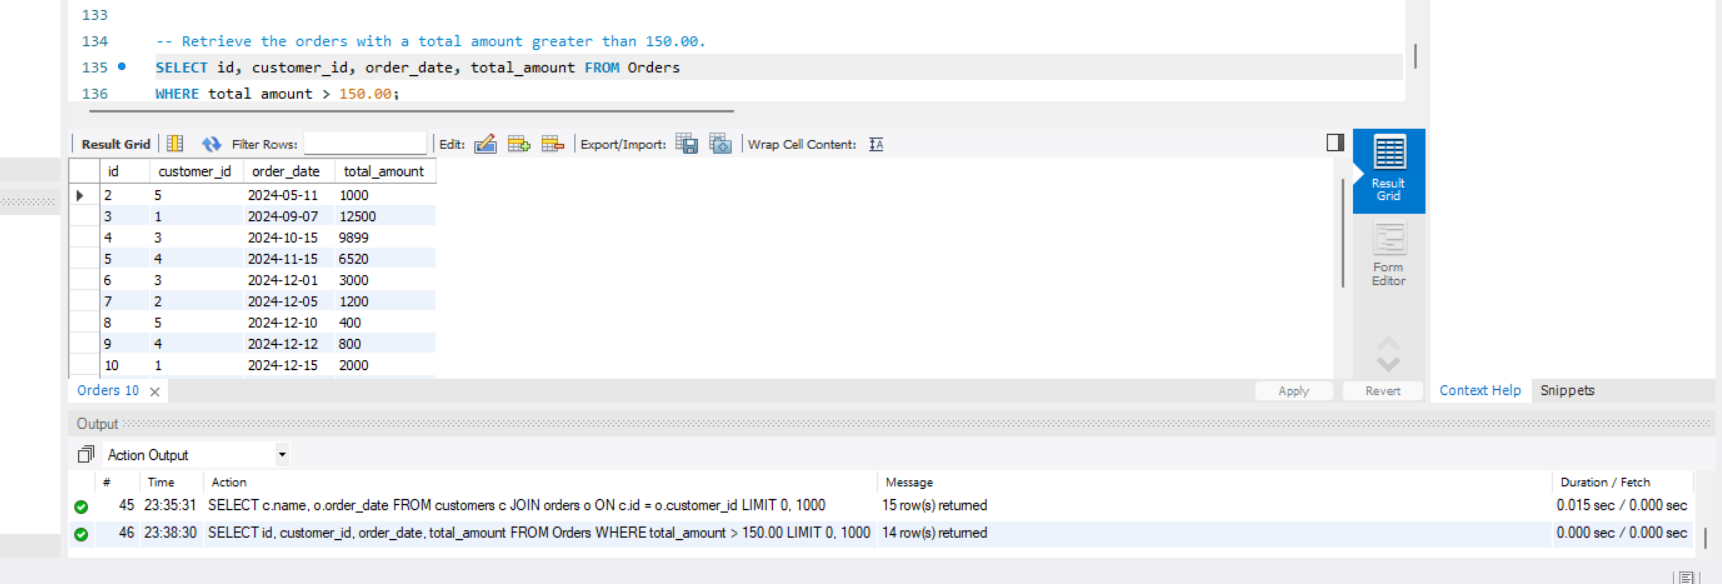 133
134 -- Retrieve the orders with a total amount greater than 150.00.
135 SELECT id, customer_id, order_date, total_amount FROM Orders
136 WHERE total amount > 150.00;
Result Grid Filter Rows: Edit: Export/Import: Wrap Cell Content: IA
id customer_id order_date total_amount
2 5 2024-05-11 1000
3 1 2024-09-07 12500
4 3 2024-10-15 9899
5 4 2024-11-15 6520
6 3 2024-12-01 3000
7 2 2024-12-05 1200
8 5 2024-12-10 400
9 4 2024-12-12 800
10 1 2024-12-15 2000
Result
Grid
Form
Editor
Orders 10 Apply Revert Context Help Snippets
Output
Action Output
# Time Action Message Duration / Fetch
45 23:35:31 SELECT c.name, o.order_date FROM customers c JOIN orders o ON c.id = o.customer_id LIMIT 0, 1000 15 row(s) returned 0.015 sec / 0.000 sec
46 23:38:30 SELECT id, customer_id, order_date, total_amount FROM Orders WHERE total_amount > 150.00 LIMIT 0, 1000 14 row(s) returned 0.000 sec / 0.000 sec